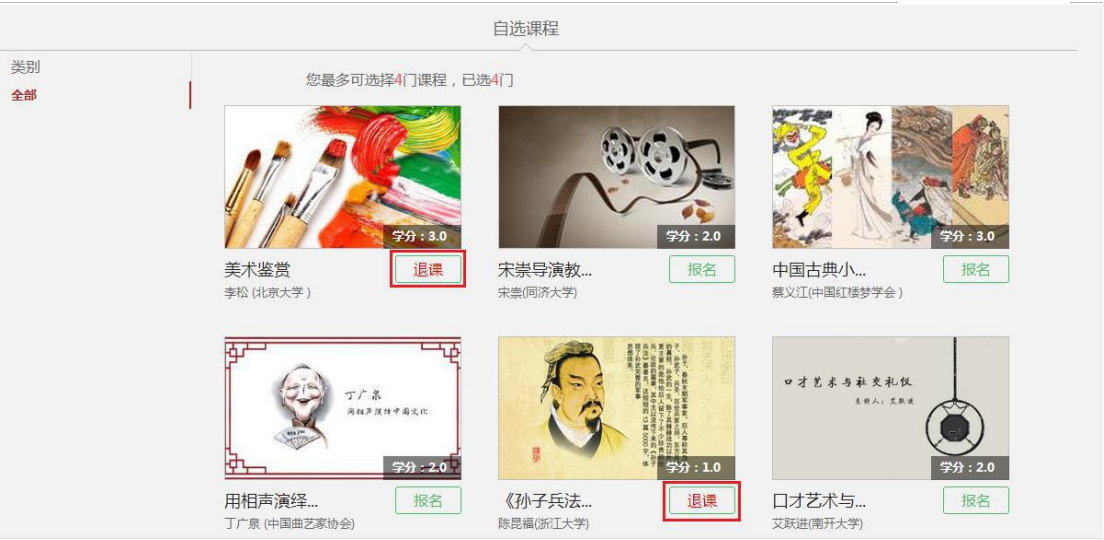 自选课程
类别
全部
您最多可选择4门课程，已选4门
学分：3.0
学分：2.0
学分：3.0
美术鉴赏
退课
宋崇导演教...
报名
中国古典小...
报名
李松 (北京大学 )
宋崇(同济大学)
蔡义江(中国红楼梦学会 )
丁广泉
用相声演绎中国文化
口才艺术与社交礼仪
主讲人：艾跃进
学分：2.0
学分：1.0
学分：2.0
用相声演绎...
报名
《孙子兵法...
退课
口才艺术与...
报名
丁广泉 (中国曲艺家协会)
陈昆福(浙江大学)
艾跃进(南开大学)